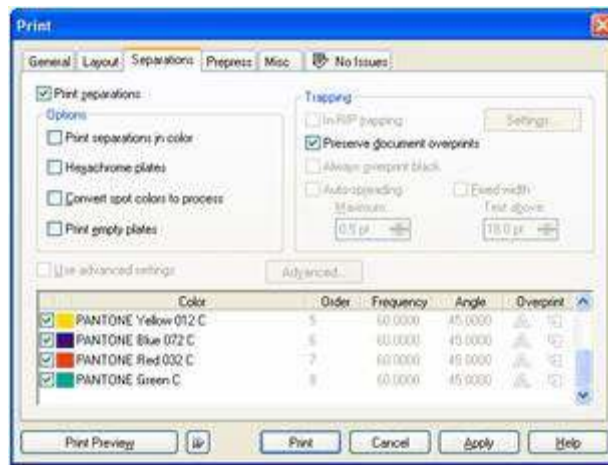 Print
General Layout Separations Prepress Misc No Issues
Print separations
Options
Print separations in color
Hexachrome plates
Convert spot colors to process
Print empty plates
Trapping
In-RIP trapping Settings...
Preserve document overprints
Always overprint black
Auto-spreading Fixed width
Maximum: Text above:
0.5 pt 18.0 pt
Use advanced settings Advanced...
Color Order Frequency Angle Overprint
PANTONE Yellow 012 C 5 60.0000 45.0000
PANTONE Blue 072 C 6 60.0000 45.0000
PANTONE Red 032 C 7 60.0000 45.0000
PANTONE Green C 8 60.0000 45.0000
Print Preview Print Cancel Apply Help